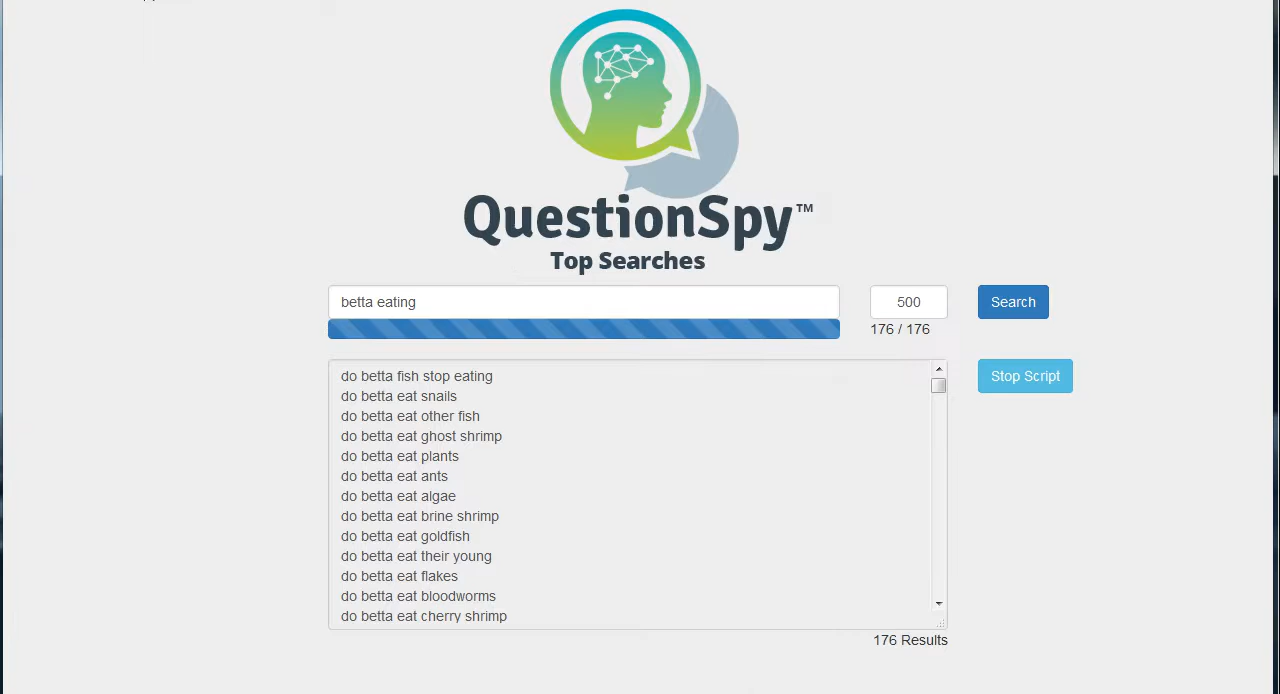 QuestionSpy™
Top Searches
betta eating
500
Search
176 / 176
do betta fish stop eating
Stop Script
do betta eat snails
do betta eat other fish
do betta eat ghost shrimp
do betta eat plants
do betta eat ants
do betta eat algae
do betta eat brine shrimp
do betta eat goldfish
do betta eat their young
do betta eat flakes
do betta eat bloodworms
do betta eat cherry shrimp
176 Results